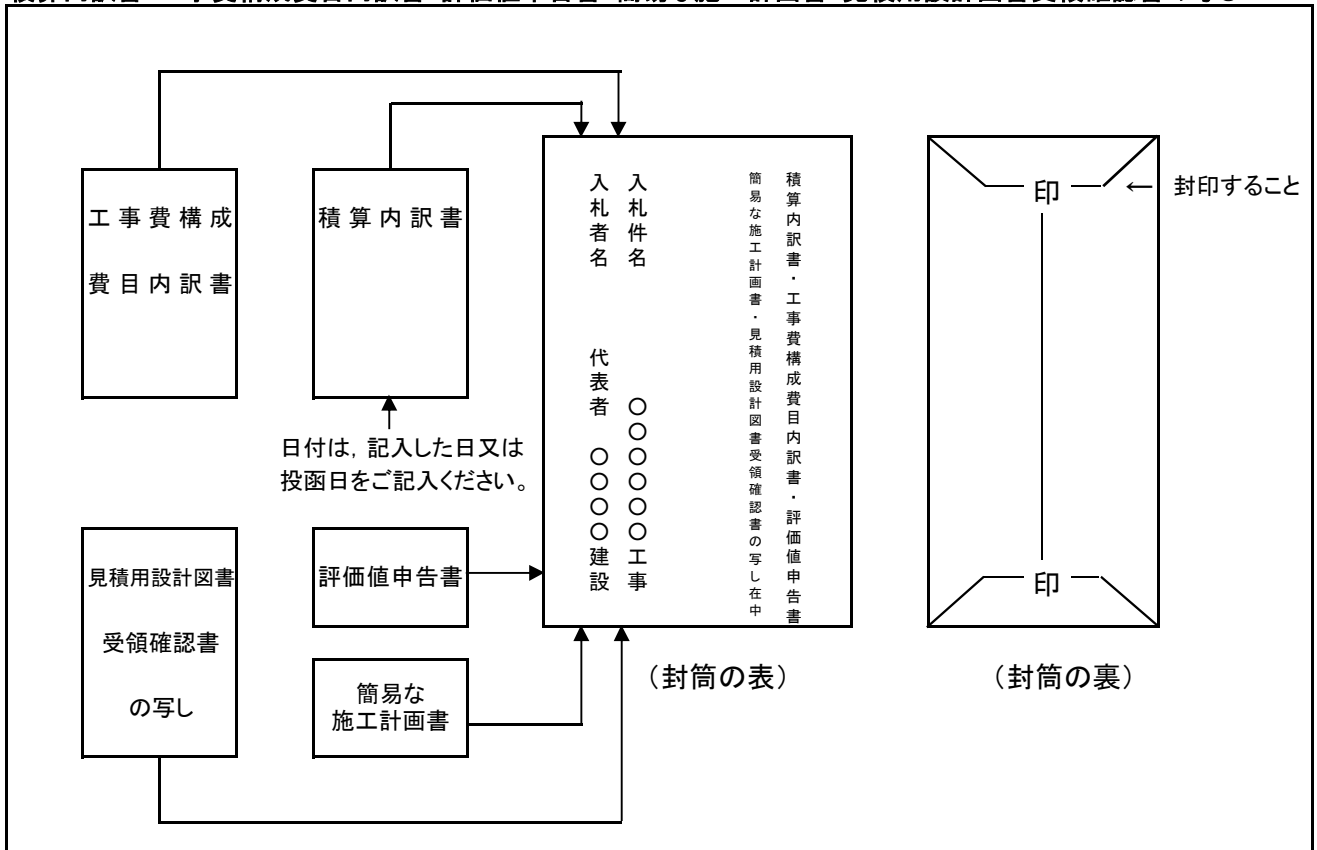 工事費構成
費目内訳書
積算内訳書
日付は，記入した日又は
投函日をご記入ください。
見積用設計図書
受領確認書
の写し
評価値申告書
簡易な
施工計画書
積算内訳書・工事費構成費目内訳書・評価値申告書
簡易な施工計画書・見積用設計図書受領確認書の写し在中
入札件名 〇〇〇〇〇〇工事
入札者名 代表者 〇〇〇〇建設
（封筒の表）
印
← 封印すること
印
（封筒の裏）